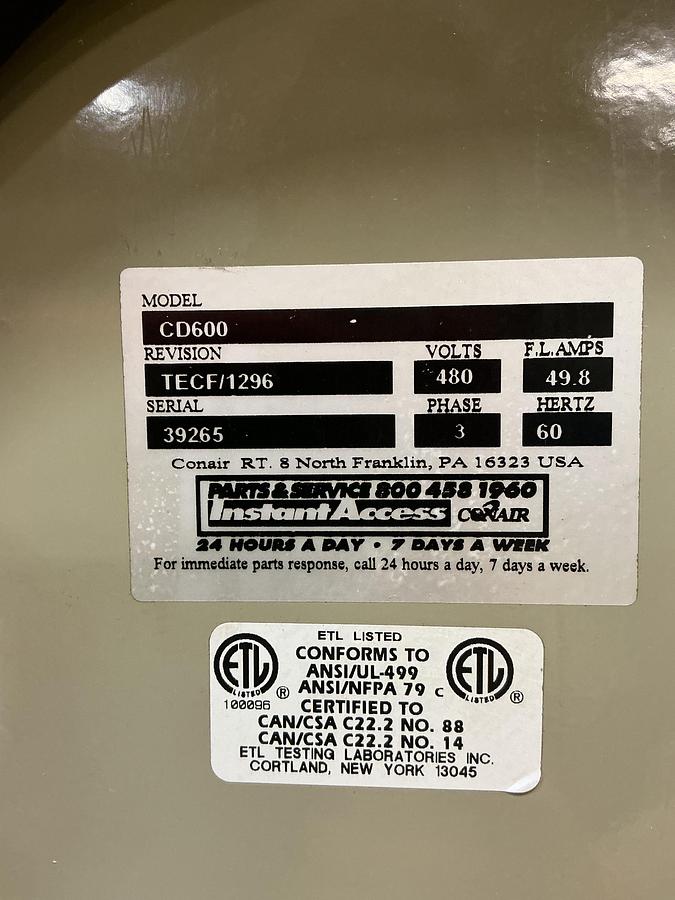 MODEL
CD600
REVISION VOLTS F.L.AMPS
TECF/1296 480 49.8
SERIAL PHASE HERTZ
39265 3 60
Conair RT. 8 North Franklin, PA 16323 USA
PARTS & SERVICE 800 458 1960
Instant Access CONAIR
24 HOURS A DAY • 7 DAYS A WEEK
For immediate parts response, call 24 hours a day, 7 days a week.
ETL LISTED
CONFORMS TO
ANSI/UL-499
ETL LISTED ® ANSI/NFPA 79 C ETL LISTED ®
100096 CERTIFIED TO
CAN/CSA C22.2 NO. 88
CAN/CSA C22.2 NO. 14
ETL TESTING LABORATORIES INC.
CORTLAND, NEW YORK 13045